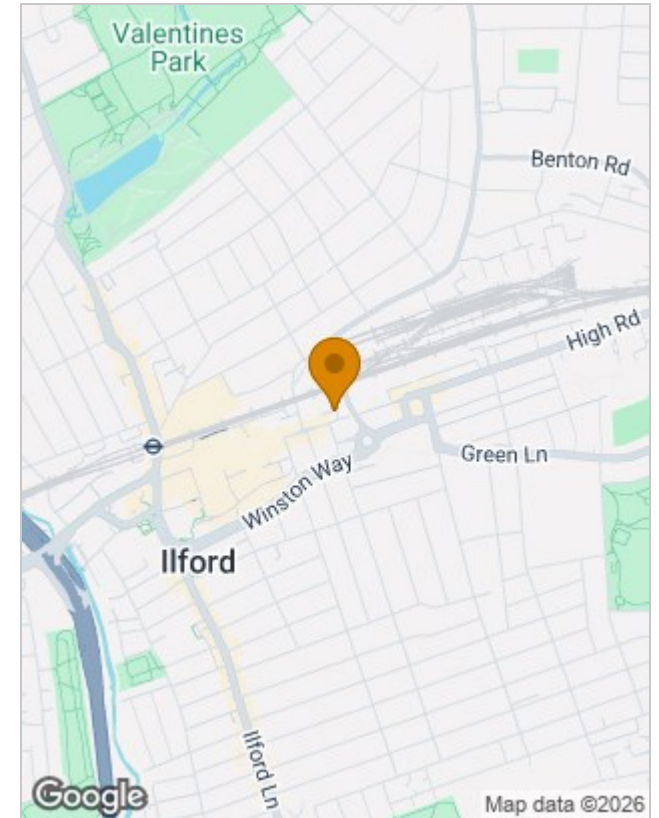 Valentines
Park
Benton Rd
High Rd
Green Ln
Winston Way
Ilford
Ilford Ln
Google
Map data ©2026